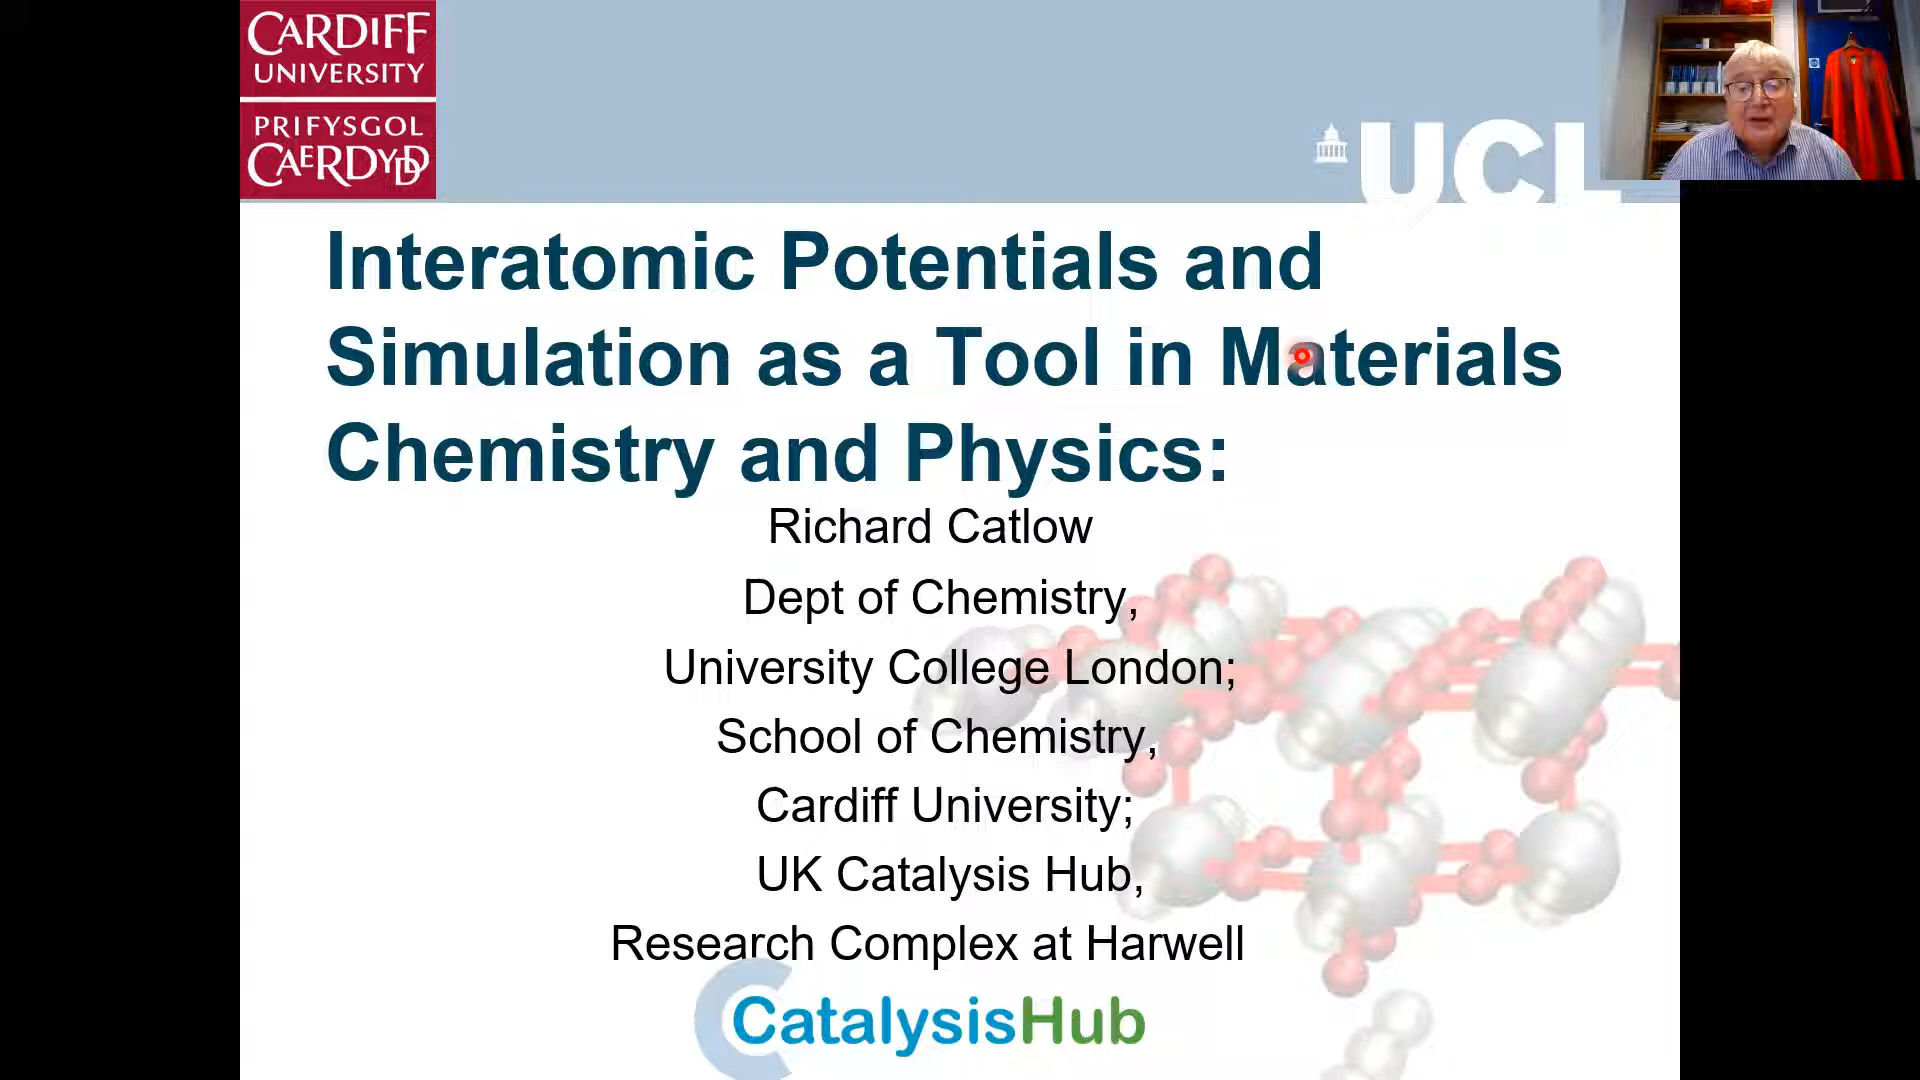 CARDIFF
UNIVERSITY
PRIFYSGOL
CAERDYDD
UCL
Interatomic Potentials and
Simulation as a Tool in Materials
Chemistry and Physics:
Richard Catlow
Dept of Chemistry,
University College London;
School of Chemistry,
Cardiff University;
UK Catalysis Hub,
Research Complex at Harwell
CatalysisHub